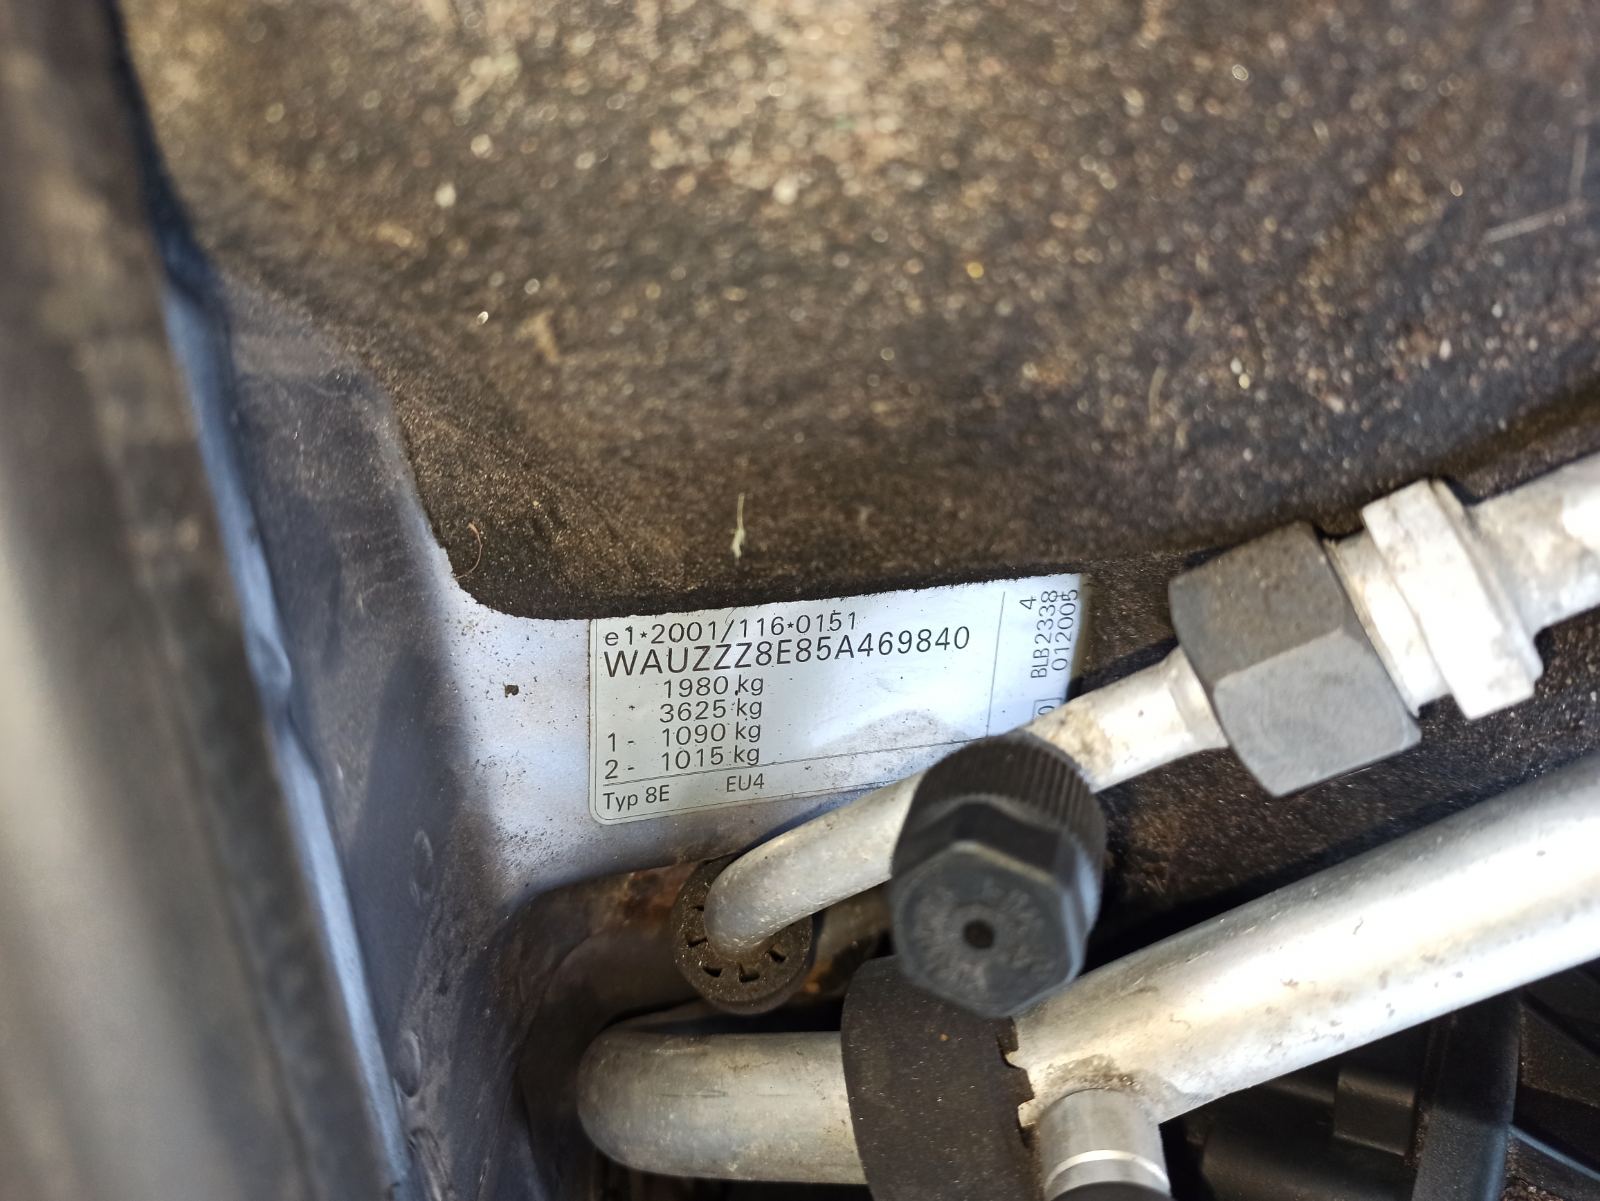 e1*2001/116*0151
WAUZZZ8E85A469840
1980 kg
3625 kg
1- 1090 kg
2- 1015 kg
Typ 8E EU4
4
BLB2338
012005